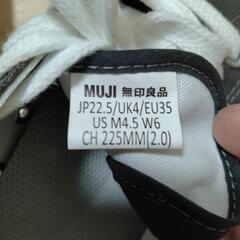 MUJI 無印良品
JP22.5/UK4/EU35
US M4.5 W6
CH 225MM(2.0)